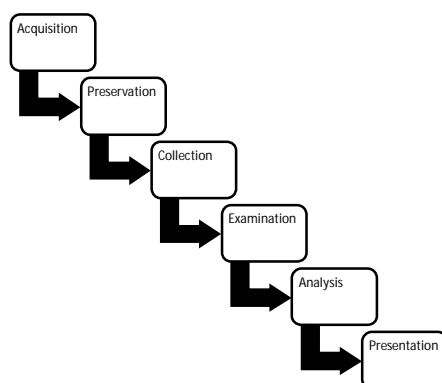 Acquisition
Preservation
Collection
Examination
Analysis
Presentation